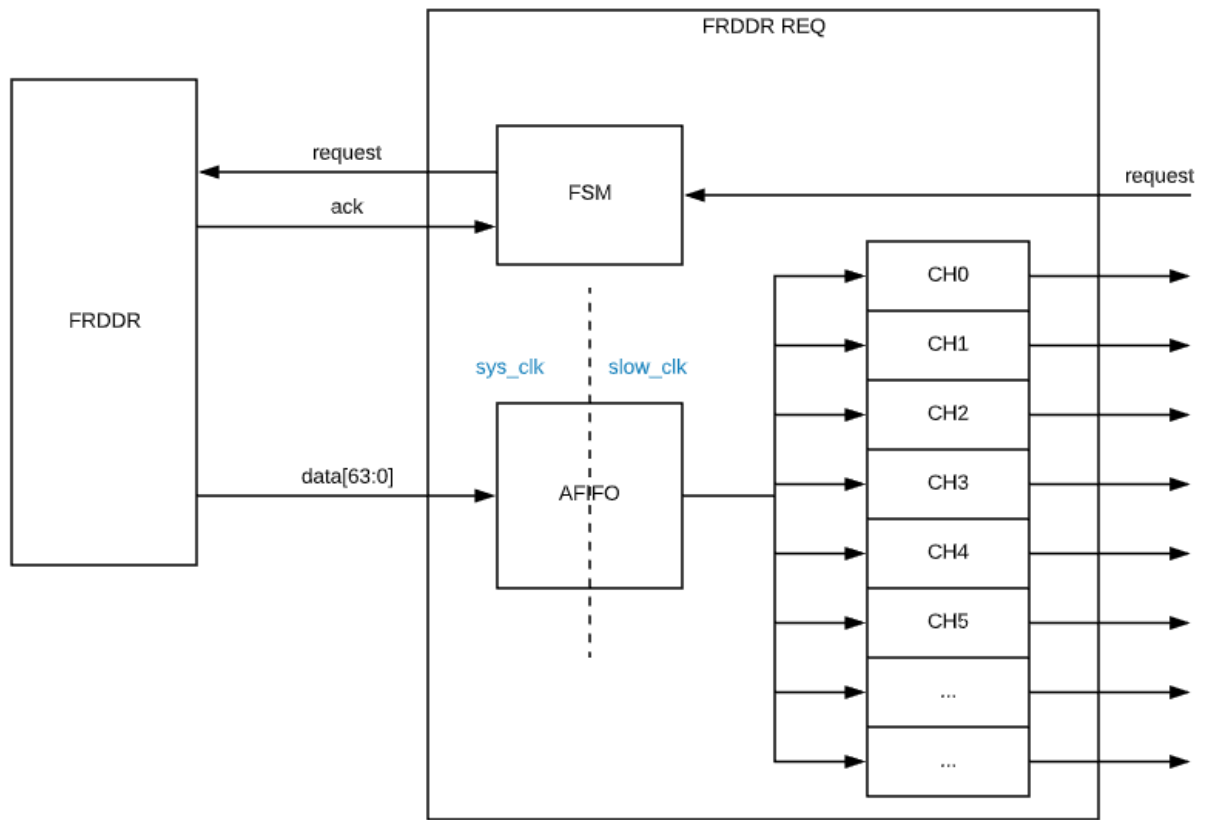 FRDDR REQ
request
FSM
request
ack
CH0
FRDDR
CH1
sys_clk
slow_clk
CH2
data[63:0]
AFIFO
CH3
CH4
CH5
...
...